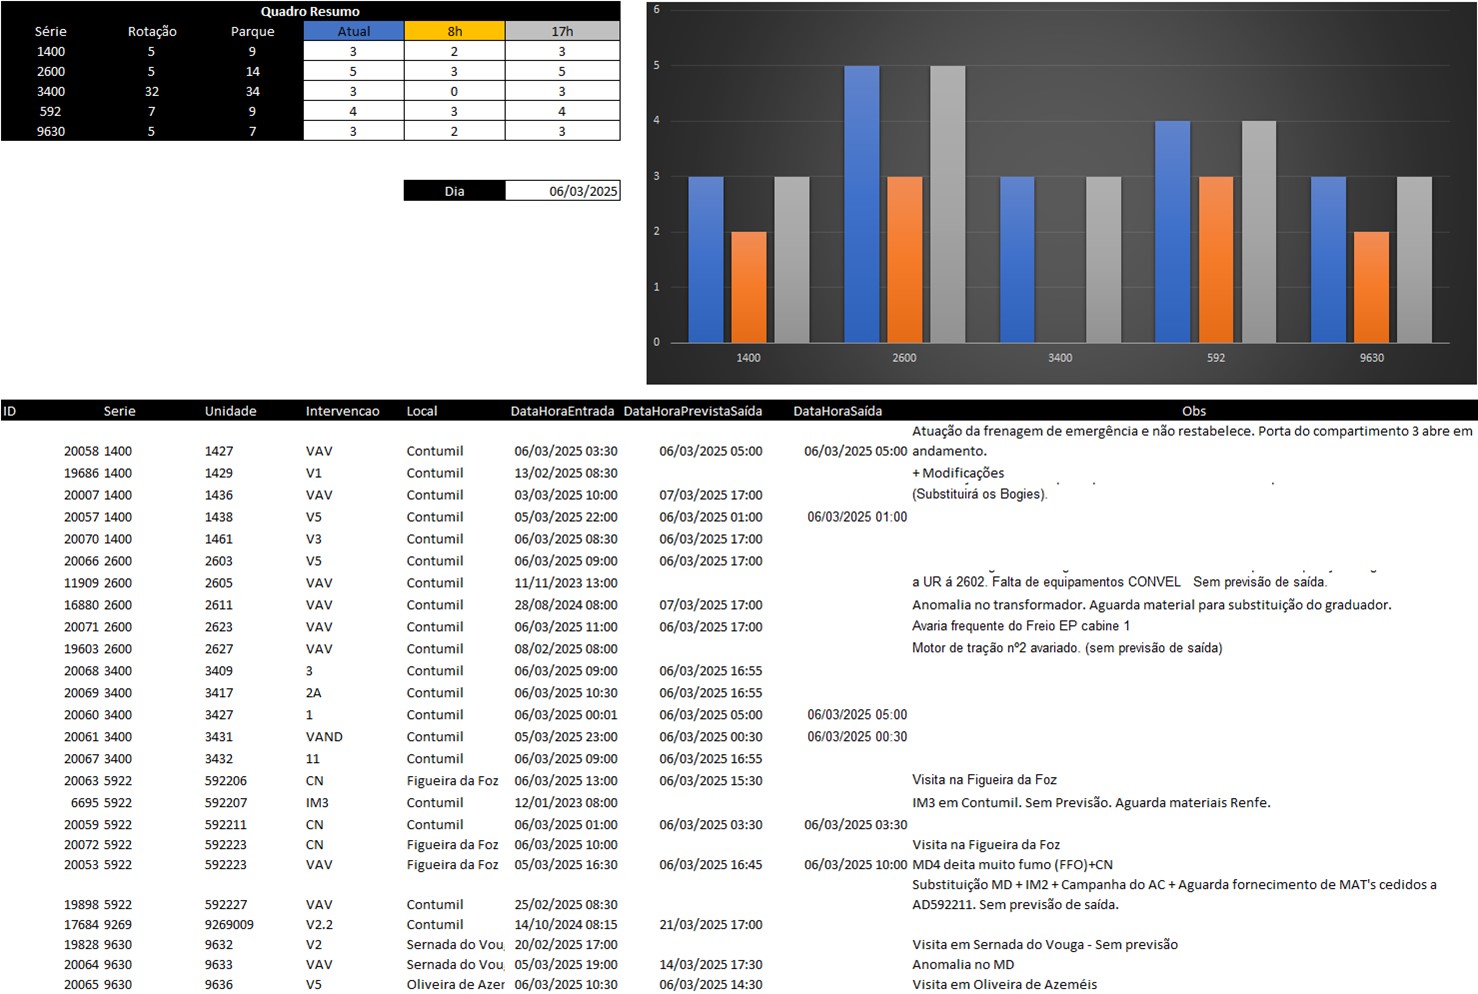 Quadro Resumo
Série Rotação Parque Atual 8h 17h
1400 5 9 3 2 3
2600 5 14 5 3 5
3400 32 34 3 0 3
592 7 9 4 3 4
9630 5 7 3 2 3
Dia 06/03/2025
6
5
4
3
2
1
0
1400 2600 3400 592 9630
ID Serie Unidade Intervencao Local DataHoraEntrada DataHoraPrevistaSaída DataHoraSaída Obs
Atuação da frenagem de emergência e não restabelece. Porta do compartimento 3 abre em
20058 1400 1427 VAV Contumil 06/03/2025 03:30 06/03/2025 05:00 06/03/2025 05:00 andamento.
19686 1400 1429 V1 Contumil 13/02/2025 08:30 + Modificações
20007 1400 1436 VAV Contumil 03/03/2025 10:00 07/03/2025 17:00 (Substituirá os Bogies).
20057 1400 1438 V5 Contumil 05/03/2025 22:00 06/03/2025 01:00 06/03/2025 01:00
20070 1400 1461 V3 Contumil 06/03/2025 08:30 06/03/2025 17:00
20066 2600 2603 V5 Contumil 06/03/2025 09:00 06/03/2025 17:00
11909 2600 2605 VAV Contumil 11/11/2023 13:00 a UR á 2602. Falta de equipamentos CONVEL Sem previsão de saída.
16880 2600 2611 VAV Contumil 28/08/2024 08:00 07/03/2025 17:00 Anomalia no transformador. Aguarda material para substituição do graduador.
20071 2600 2623 VAV Contumil 06/03/2025 11:00 06/03/2025 17:00 Avaria frequente do Freio EP cabine 1
19603 2600 2627 VAV Contumil 08/02/2025 08:00 Motor de tração nº2 avariado. (sem previsão de saída)
20068 3400 3409 3 Contumil 06/03/2025 09:00 06/03/2025 16:55
20069 3400 3417 2A Contumil 06/03/2025 10:30 06/03/2025 16:55
20060 3400 3427 1 Contumil 06/03/2025 00:01 06/03/2025 05:00 06/03/2025 05:00
20061 3400 3431 VAND Contumil 05/03/2025 23:00 06/03/2025 00:30 06/03/2025 00:30
20067 3400 3432 11 Contumil 06/03/2025 09:00 06/03/2025 16:55
20063 5922 592206 CN Figueira da Foz 06/03/2025 13:00 06/03/2025 15:30 Visita na Figueira da Foz
6695 5922 592207 IM3 Contumil 12/01/2023 08:00 IM3 em Contumil. Sem Previsão. Aguarda materiais Renfe.
20059 5922 592211 CN Contumil 06/03/2025 01:00 06/03/2025 03:30 06/03/2025 03:30
20072 5922 592223 CN Figueira da Foz 06/03/2025 10:00 Visita na Figueira da Foz
20053 5922 592223 VAV Figueira da Foz 05/03/2025 16:30 06/03/2025 16:45 06/03/2025 10:00 MD4 deita muito fumo (FFO)+CN
Substituição MD + IM2 + Campanha do AC + Aguarda fornecimento de MAT's cedidos a
19898 5922 592227 VAV Contumil 25/02/2025 08:30 AD592211. Sem previsão de saída.
17684 9269 9269009 V2.2 Contumil 14/10/2024 08:15 21/03/2025 17:00
19828 9630 9632 V2 Sernada do Vou 20/02/2025 17:00 Visita em Sernada do Vouga - Sem previsão
20064 9630 9633 VAV Sernada do Vou 05/03/2025 19:00 14/03/2025 17:30 Anomalia no MD
20065 9630 9636 V5 Oliveira de Azer 06/03/2025 10:30 06/03/2025 14:30 Visita em Oliveira de Azeméis